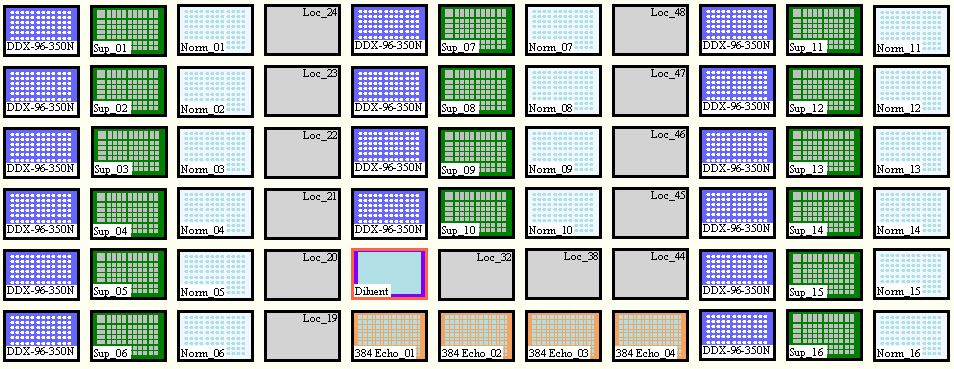 DDX-96-350N Sup_01 Norm_01 Loc_24 DDX-96-350N Sup_07 Norm_07 Loc_48 DDX-96-350N Sup_11 Norm_11
DDX-96-350N Sup_02 Norm_02 Loc_23 DDX-96-350N Sup_08 Norm_08 Loc_47 DDX-96-350N Sup_12 Norm_12
DDX-96-350N Sup_03 Norm_03 Loc_22 DDX-96-350N Sup_09 Norm_09 Loc_46 DDX-96-350N Sup_13 Norm_13
DDX-96-350N Sup_04 Norm_04 Loc_21 DDX-96-350N Sup_10 Norm_10 Loc_45 DDX-96-350N Sup_14 Norm_14
DDX-96-350N Sup_05 Norm_05 Loc_20 Diluent Loc_32 Loc_38 Loc_44 DDX-96-350N Sup_15 Norm_15
DDX-96-350N Sup_06 Norm_06 Loc_19 384 Echo_01 384 Echo_02 384 Echo_03 384 Echo_04 DDX-96-350N Sup_16 Norm_16